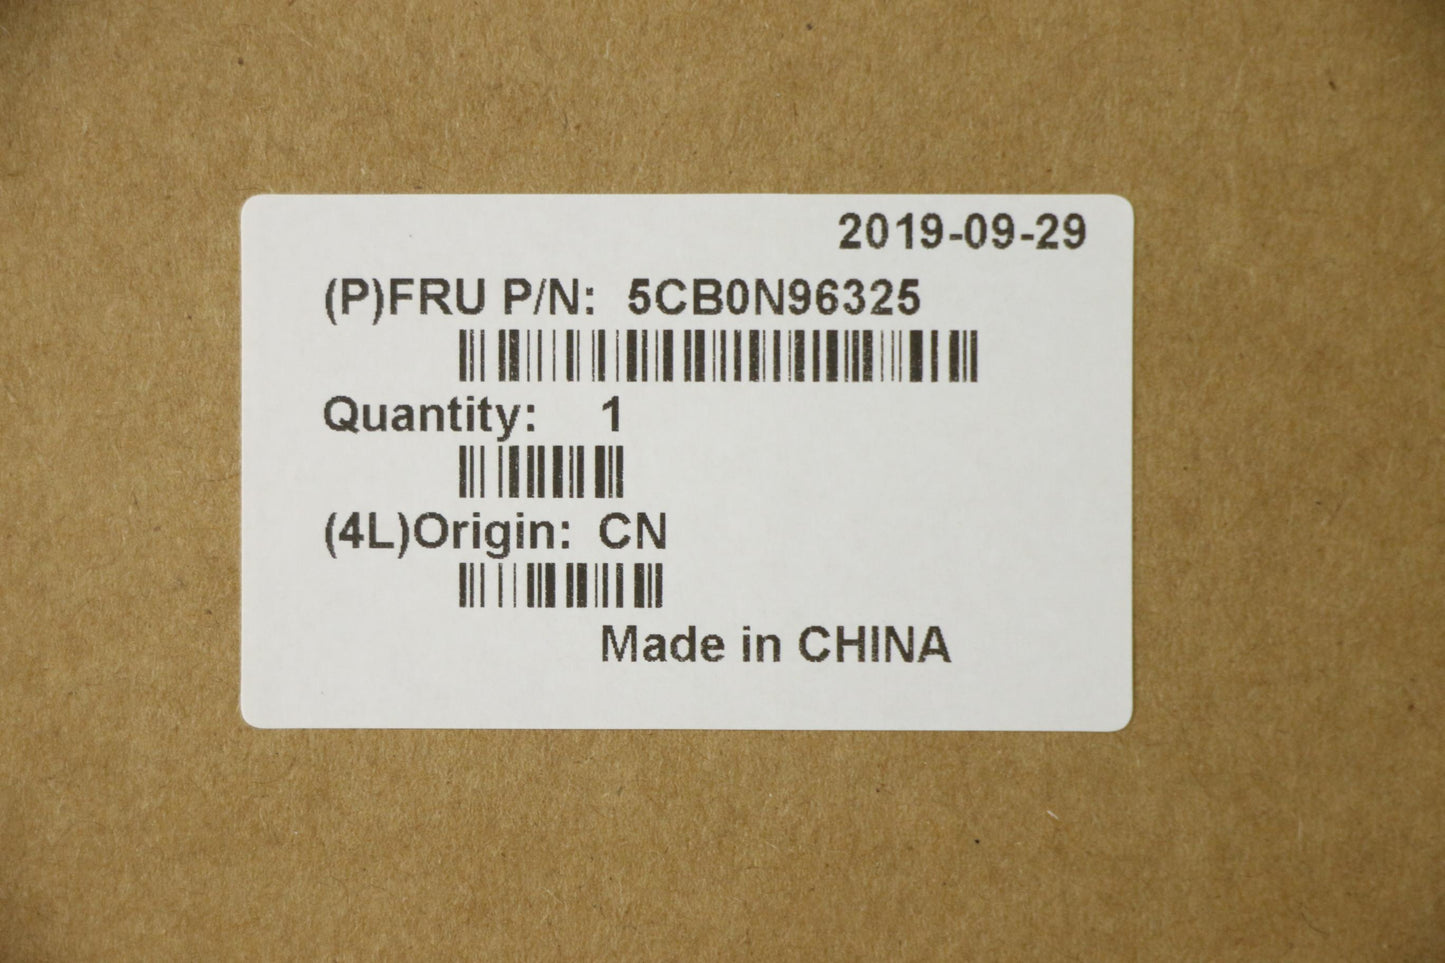 2019-09-29
(P)FRU P/N: 5CB0N96325
Quantity: 1
(4L)Origin: CN
Made in CHINA